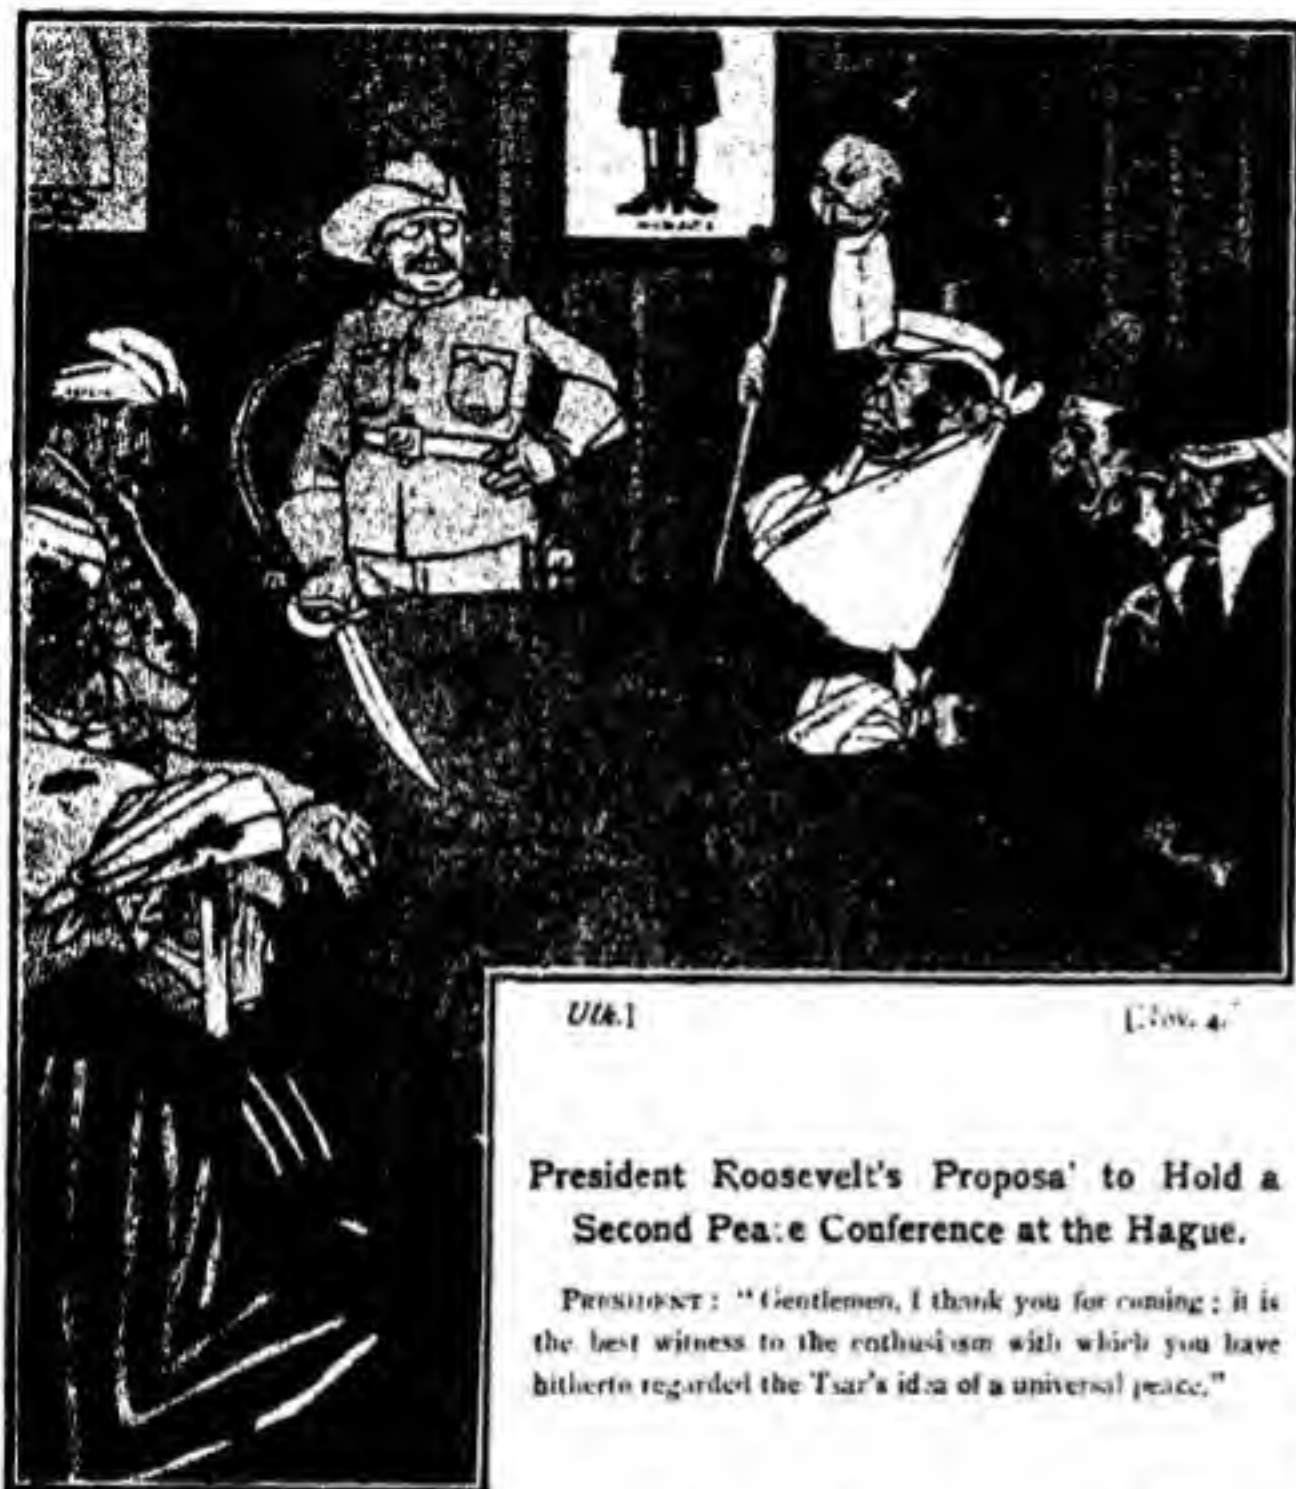 Ulk.] [Nov. 4.
President Roosevelt's Proposa' to Hold a
Second Pea:e Conference at the Hague.
PRESIDENT: "Gentlemen, I thank you for coming; it is
the best witness to the enthusiasm with which you have
hitherto regarded the Tsar's idea of a universal peace."